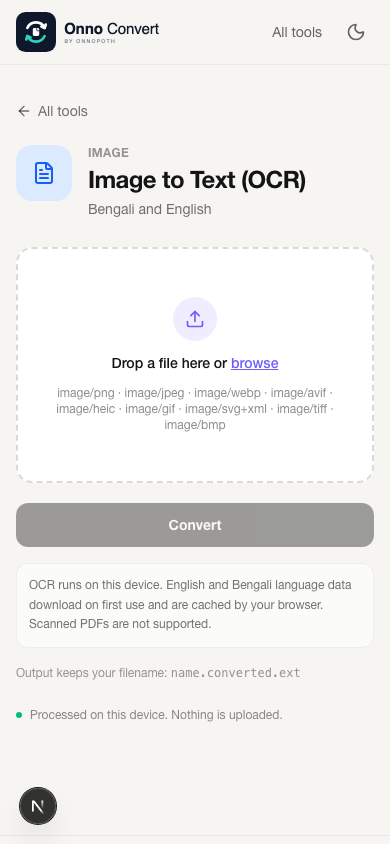 Onno Convert
BY ONNOPOTH
All tools
All tools
IMAGE
Image to Text (OCR)
Bengali and English
Drop a file here or browse
image/png · image/jpeg · image/webp · image/avif ·
image/heic · image/gif · image/svg+xml · image/tiff ·
image/bmp
Convert
OCR runs on this device. English and Bengali language data
download on first use and are cached by your browser.
Scanned PDFs are not supported.
Output keeps your filename: name.converted.ext
Processed on this device. Nothing is uploaded.
N